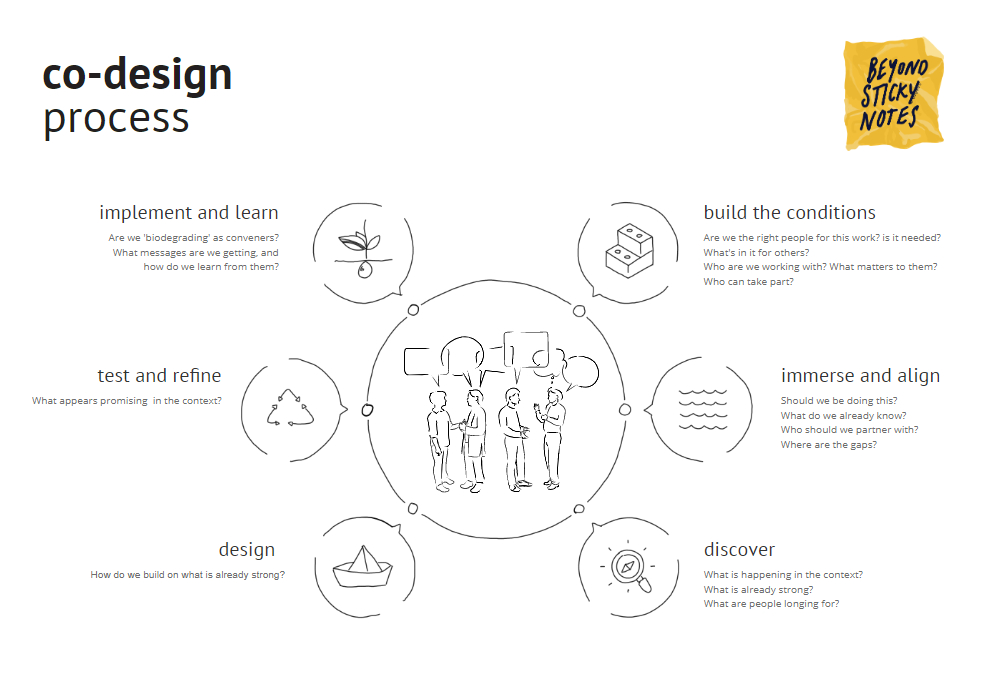 co-design
process
BEYOND
STICKY
NOTES
implement and learn
Are we 'biodegrading' as conveners?
What messages are we getting, and
how do we learn from them?
build the conditions
Are we the right people for this work? is it needed?
What's in it for others?
Who are we working with? What matters to them?
Who can take part?
test and refine
What appears promising  in the context?
immerse and align
Should we be doing this?
What do we already know?
Who should we partner with?
Where are the gaps?
design
How do we build on what is already strong?
discover
What is happening in the context?
What is already strong?
What are people longing for?